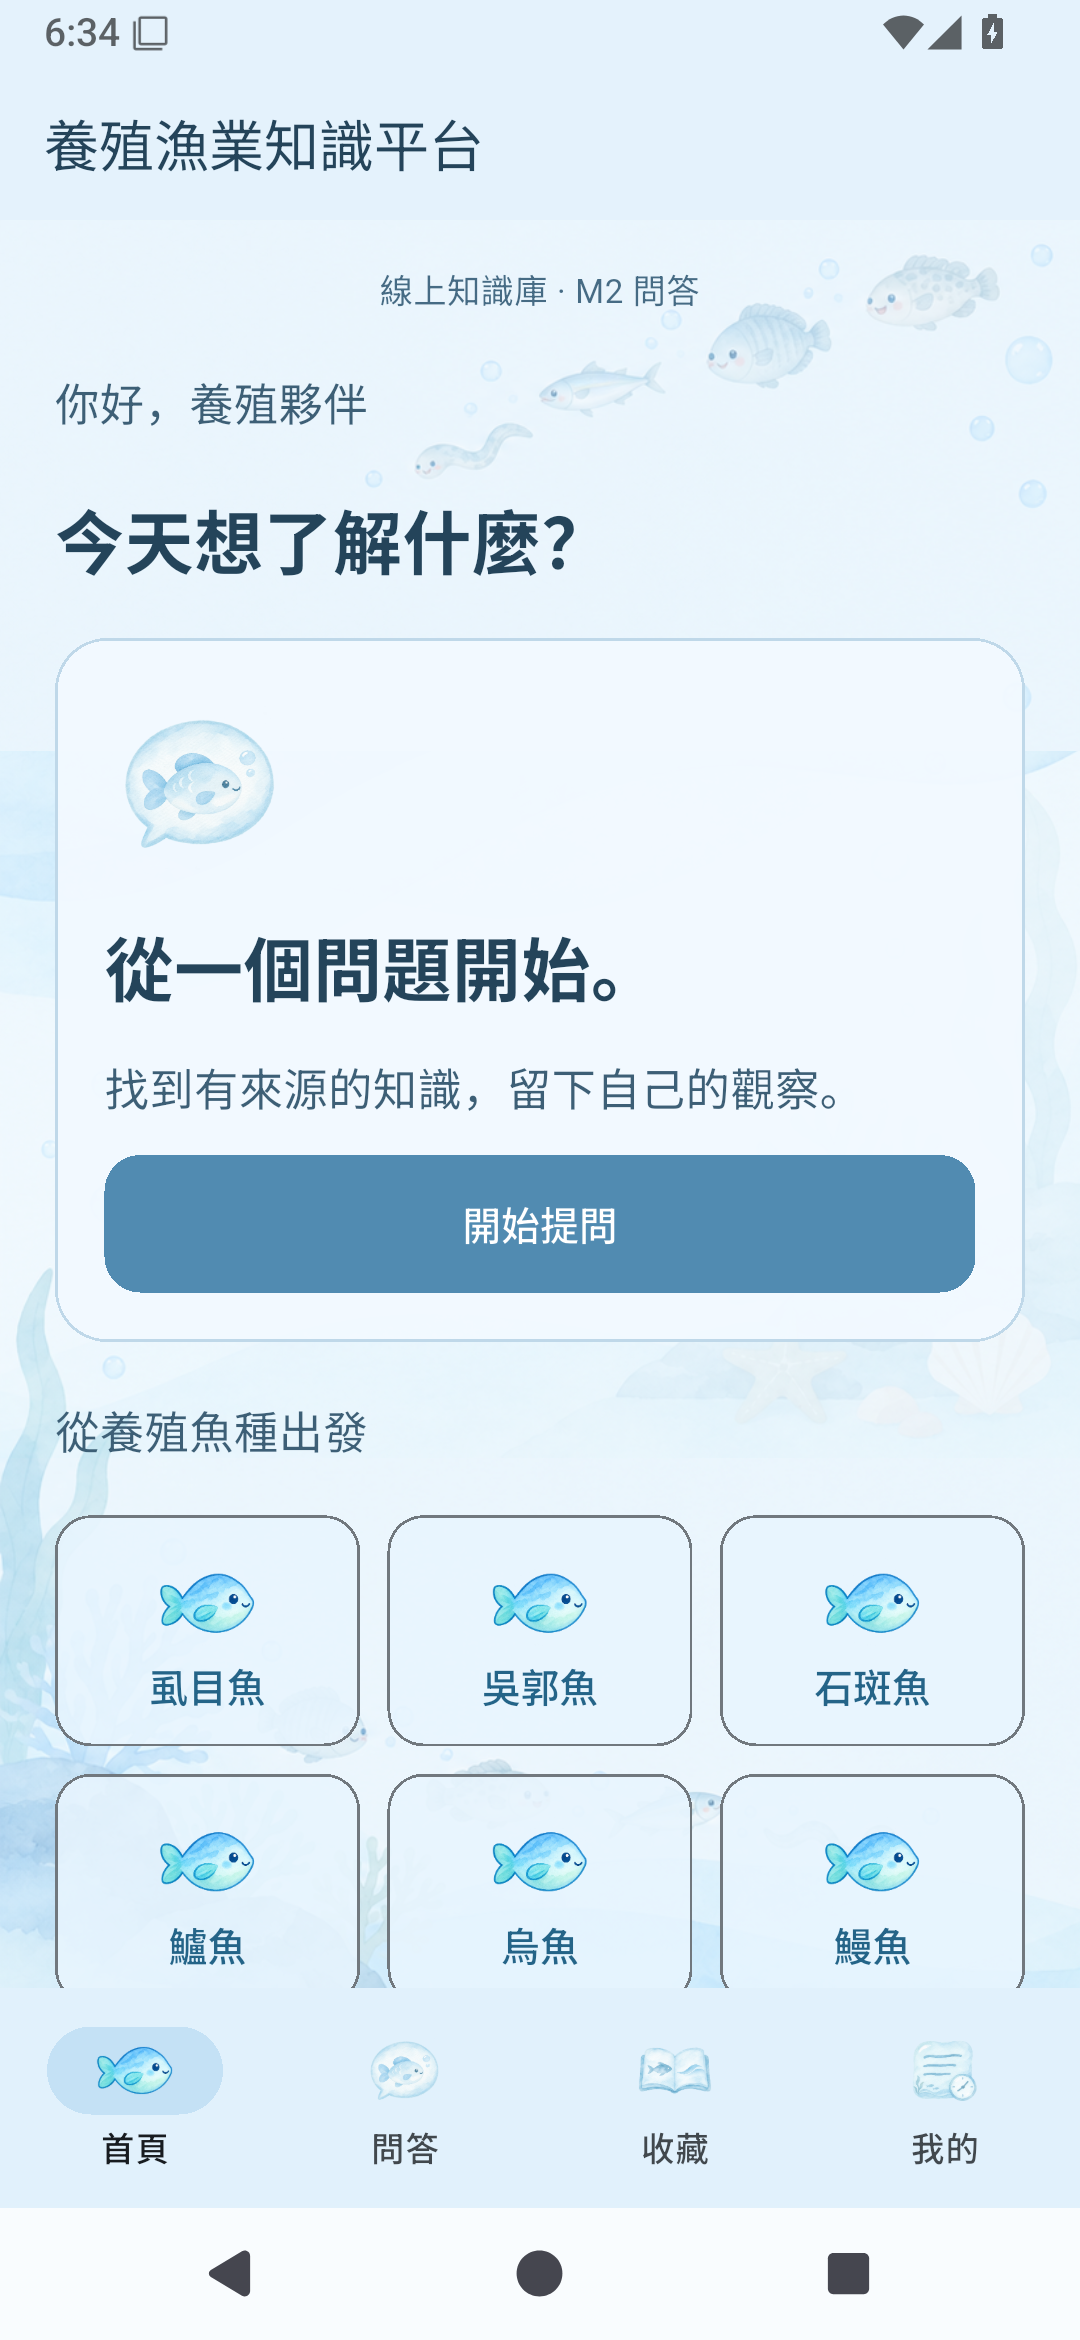 6:34
養殖漁業知識平台
線上知識庫 · M2 問答
你好，養殖夥伴
今天想了解什麼？
從一個問題開始。
找到有來源的知識，留下自己的觀察。
開始提問
從養殖魚種出發
虱目魚 吳郭魚 石斑魚
鱸魚 烏魚 鰻魚
首頁 問答 收藏 我的